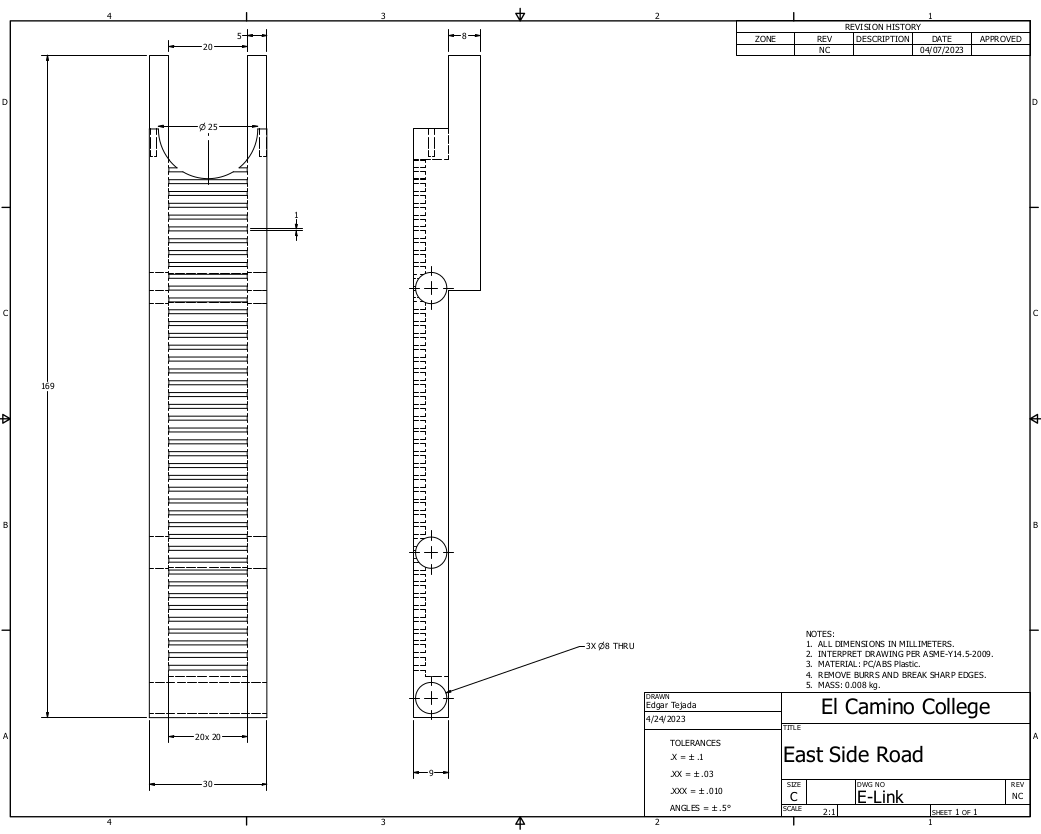 4 3 2 1
REVISION HISTORY
ZONE REV DESCRIPTION DATE APPROVED
NC 04/07/2023
5
20
8
D D
Ø 25
1
C C
169
B B
3X Ø8 THRU
NOTES:
1. ALL DIMENSIONS IN MILLIMETERS.
2. INTERPRET DRAWING PER ASME-Y14.5-2009.
3. MATERIAL: PC/ABS Plastic.
4. REMOVE BURRS AND BREAK SHARP EDGES.
5. MASS: 0.008 kg.
A A
20x 20
9
30
DRAWN
Edgar Tejada
4/24/2023
El Camino College
TITLE
East Side Road
TOLERANCES
.X = ± .1
.XX = ± .03
.XXX = ± .010
ANGLES = ± .5°
SIZE
C
DWG NO
E-Link
REV
NC
SCALE
2:1
SHEET 1 OF 1
4 3 2 1